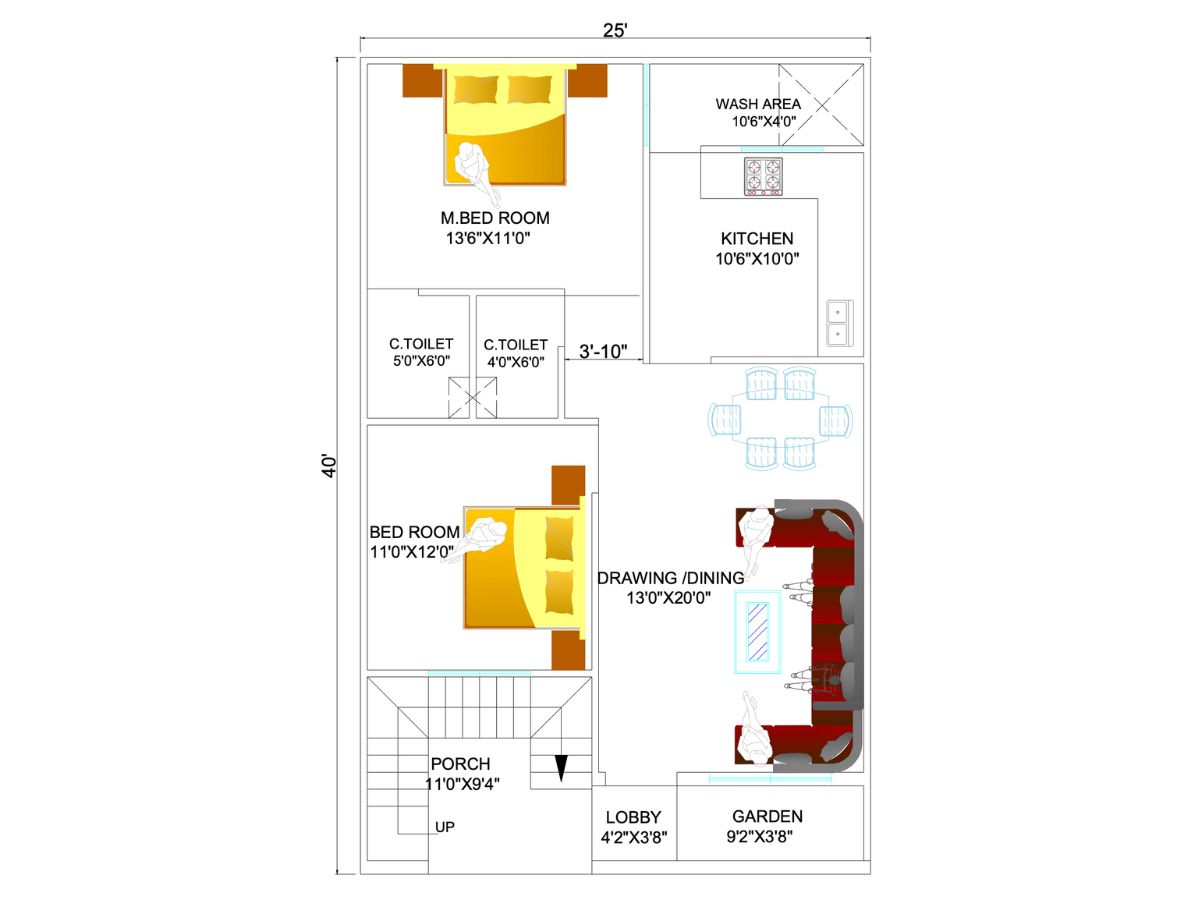 25'
WASH AREA
10'6"X4'0"
M.BED ROOM
13'6"X11'0"
KITCHEN
10'6"X10'0"
C.TOILET
5'0"X6'0"
C.TOILET
4'0"X6'0"
3'-10"
40'
BED ROOM
11'0"X12'0"
DRAWING /DINING
13'0"X20'0"
PORCH
11'0"X9'4"
UP
LOBBY
4'2"X3'8"
GARDEN
9'2"X3'8"